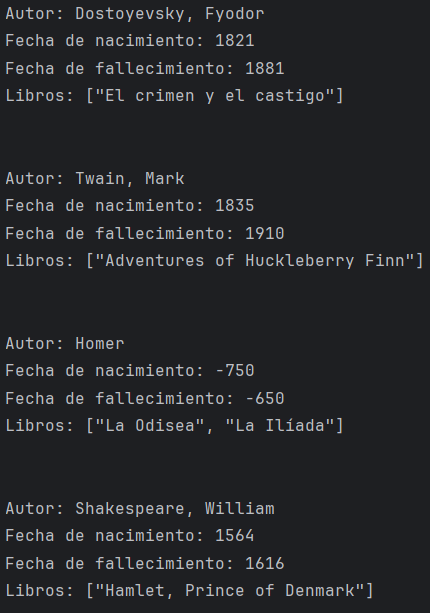 Autor: Dostoyevsky, Fyodor
Fecha de nacimiento: 1821
Fecha de fallecimiento: 1881
Libros: ["El crimen y el castigo"]
Autor: Twain, Mark
Fecha de nacimiento: 1835
Fecha de fallecimiento: 1910
Libros: ["Adventures of Huckleberry Finn"]
Autor: Homer
Fecha de nacimiento: -750
Fecha de fallecimiento: -650
Libros: ["La Odisea", "La Ilíada"]
Autor: Shakespeare, William
Fecha de nacimiento: 1564
Fecha de fallecimiento: 1616
Libros: ["Hamlet, Prince of Denmark"]